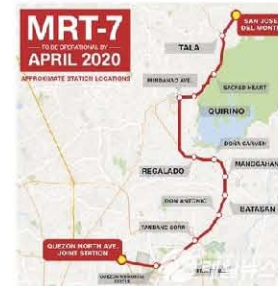 MRT-7
TO BE OPERATIONAL BY
APRIL 2020
APPROXIMATE STATION LOCATIONS
SAN JOSE
DEL MONTE
TALA
MINDANAO AVE.
SACRED HEART
QUIRINO
DOÑA CARMEN
MANGGAHAN
REGALADO
DON ANTONIO
BATASAN
TANDANG SORA
QUEZON NORTH AVE.
JOINT STATION
QUEZON MEMORIAL
CIRCLE